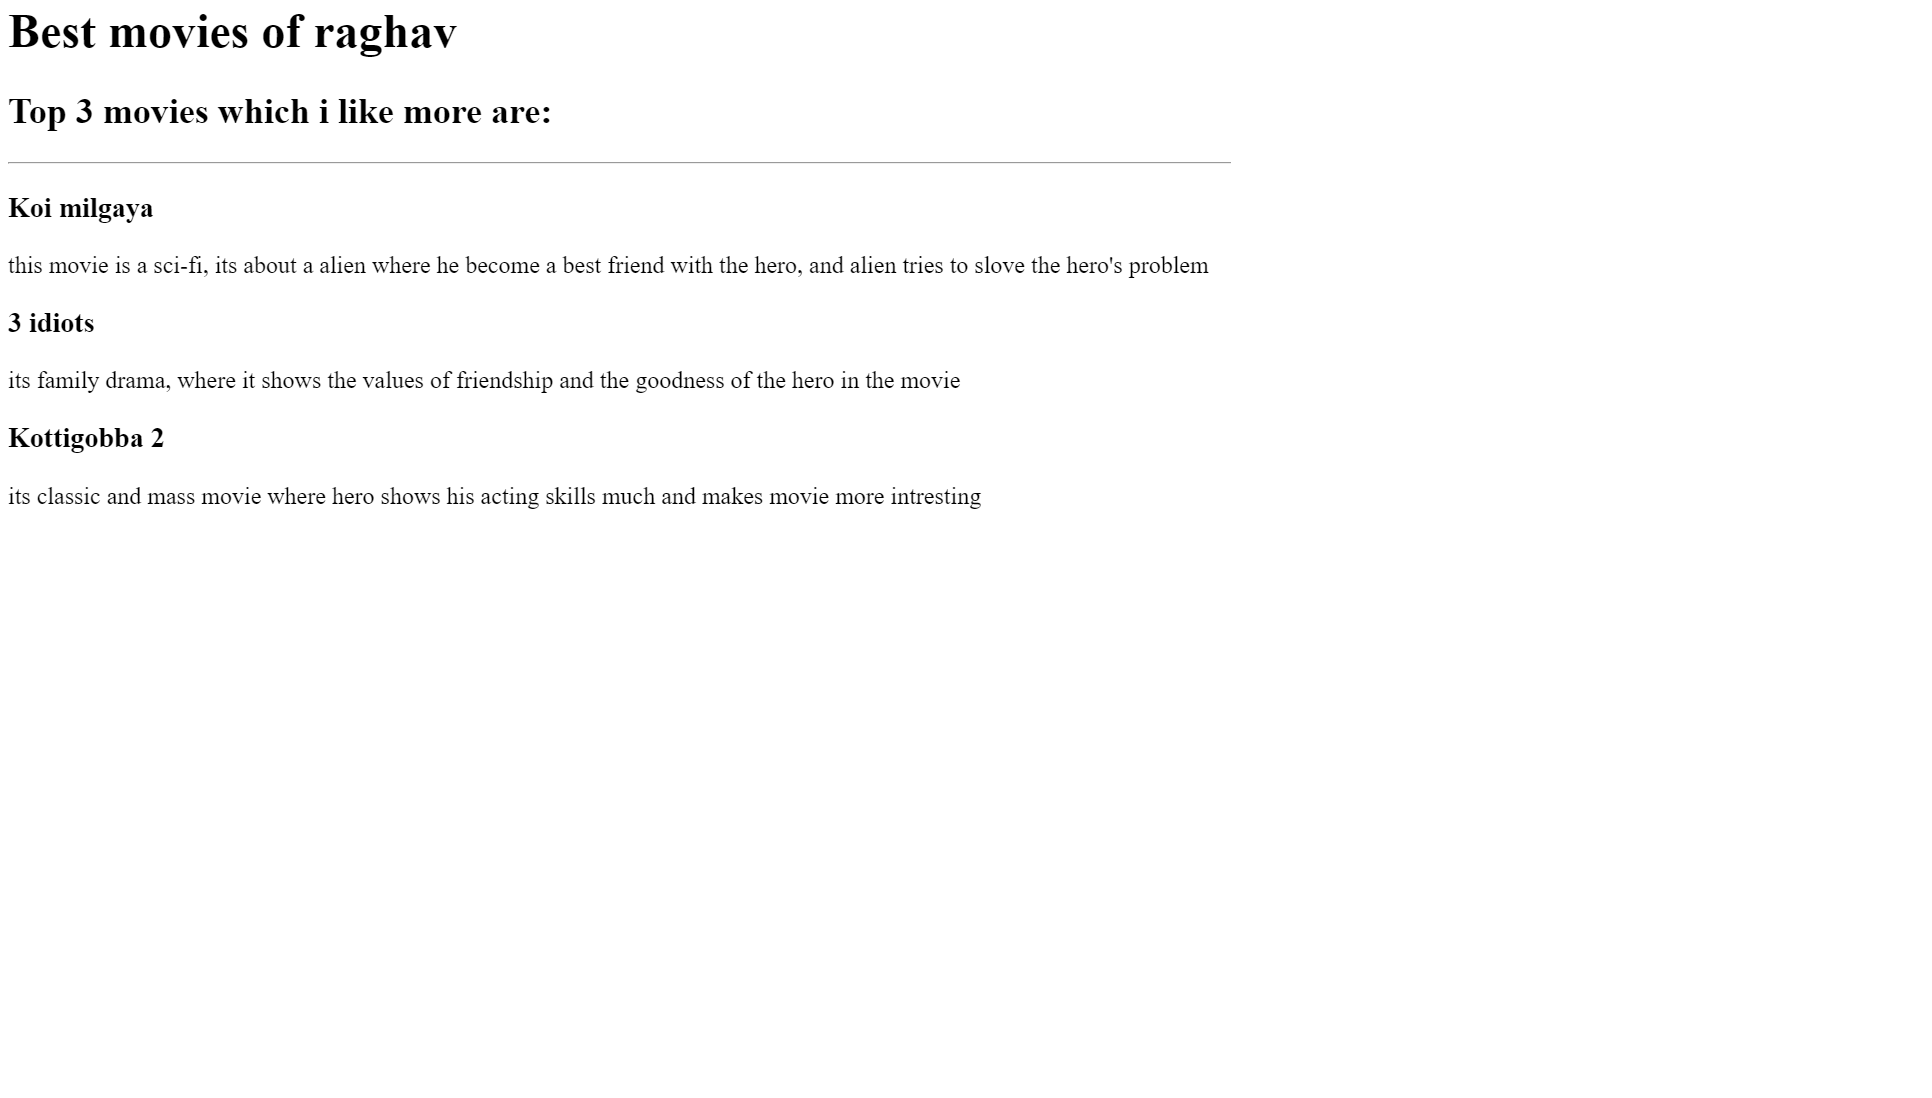 Best movies of raghav
Top 3 movies which i like more are:
Koi milgaya
this movie is a sci-fi, its about a alien where he become a best friend with the hero, and alien tries to slove the hero's problem
3 idiots
its family drama, where it shows the values of friendship and the goodness of the hero in the movie
Kottigobba 2
its classic and mass movie where hero shows his acting skills much and makes movie more intresting